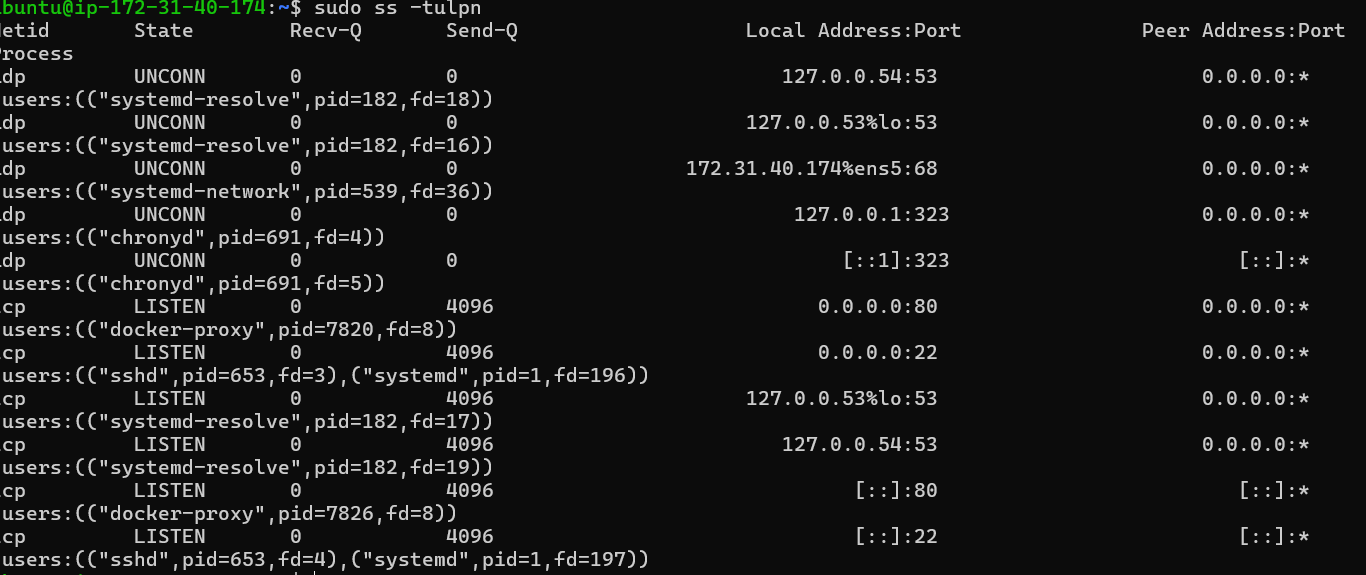 buntu@ip-172-31-40-174:~$ sudo ss -tulpn
etid State Recv-Q Send-Q Local Address:Port Peer Address:Port
rocess
dp UNCONN 0 0 127.0.0.54:53 0.0.0.0:*
users:(("systemd-resolve",pid=182,fd=18))
dp UNCONN 0 0 127.0.0.53%lo:53 0.0.0.0:*
users:(("systemd-resolve",pid=182,fd=16))
dp UNCONN 0 0 172.31.40.174%ens5:68 0.0.0.0:*
users:(("systemd-network",pid=539,fd=36))
dp UNCONN 0 0 127.0.0.1:323 0.0.0.0:*
users:(("chronyd",pid=691,fd=4))
dp UNCONN 0 0 [::1]:323 [::]:*
users:(("chronyd",pid=691,fd=5))
cp LISTEN 0 4096 0.0.0.0:80 0.0.0.0:*
users:(("docker-proxy",pid=7820,fd=8))
cp LISTEN 0 4096 0.0.0.0:22 0.0.0.0:*
users:(("sshd",pid=653,fd=3),("systemd",pid=1,fd=196))
cp LISTEN 0 4096 127.0.0.53%lo:53 0.0.0.0:*
users:(("systemd-resolve",pid=182,fd=17))
cp LISTEN 0 4096 127.0.0.54:53 0.0.0.0:*
users:(("systemd-resolve",pid=182,fd=19))
cp LISTEN 0 4096 [::]:80 [::]:*
users:(("docker-proxy",pid=7826,fd=8))
cp LISTEN 0 4096 [::]:22 [::]:*
users:(("sshd",pid=653,fd=4),("systemd",pid=1,fd=197))